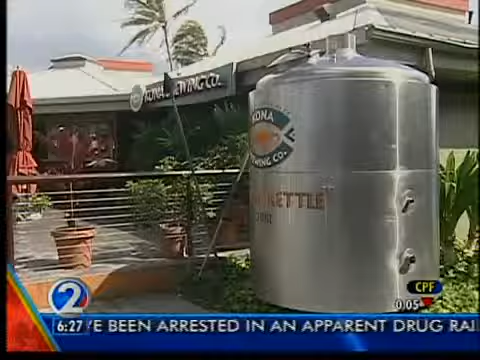 KONA BREWING CO.
KONA
BREWING CO.
KETTLE
CPF
0.05
2
6:27 'E BEEN ARRESTED IN AN APPARENT DRUG RAI